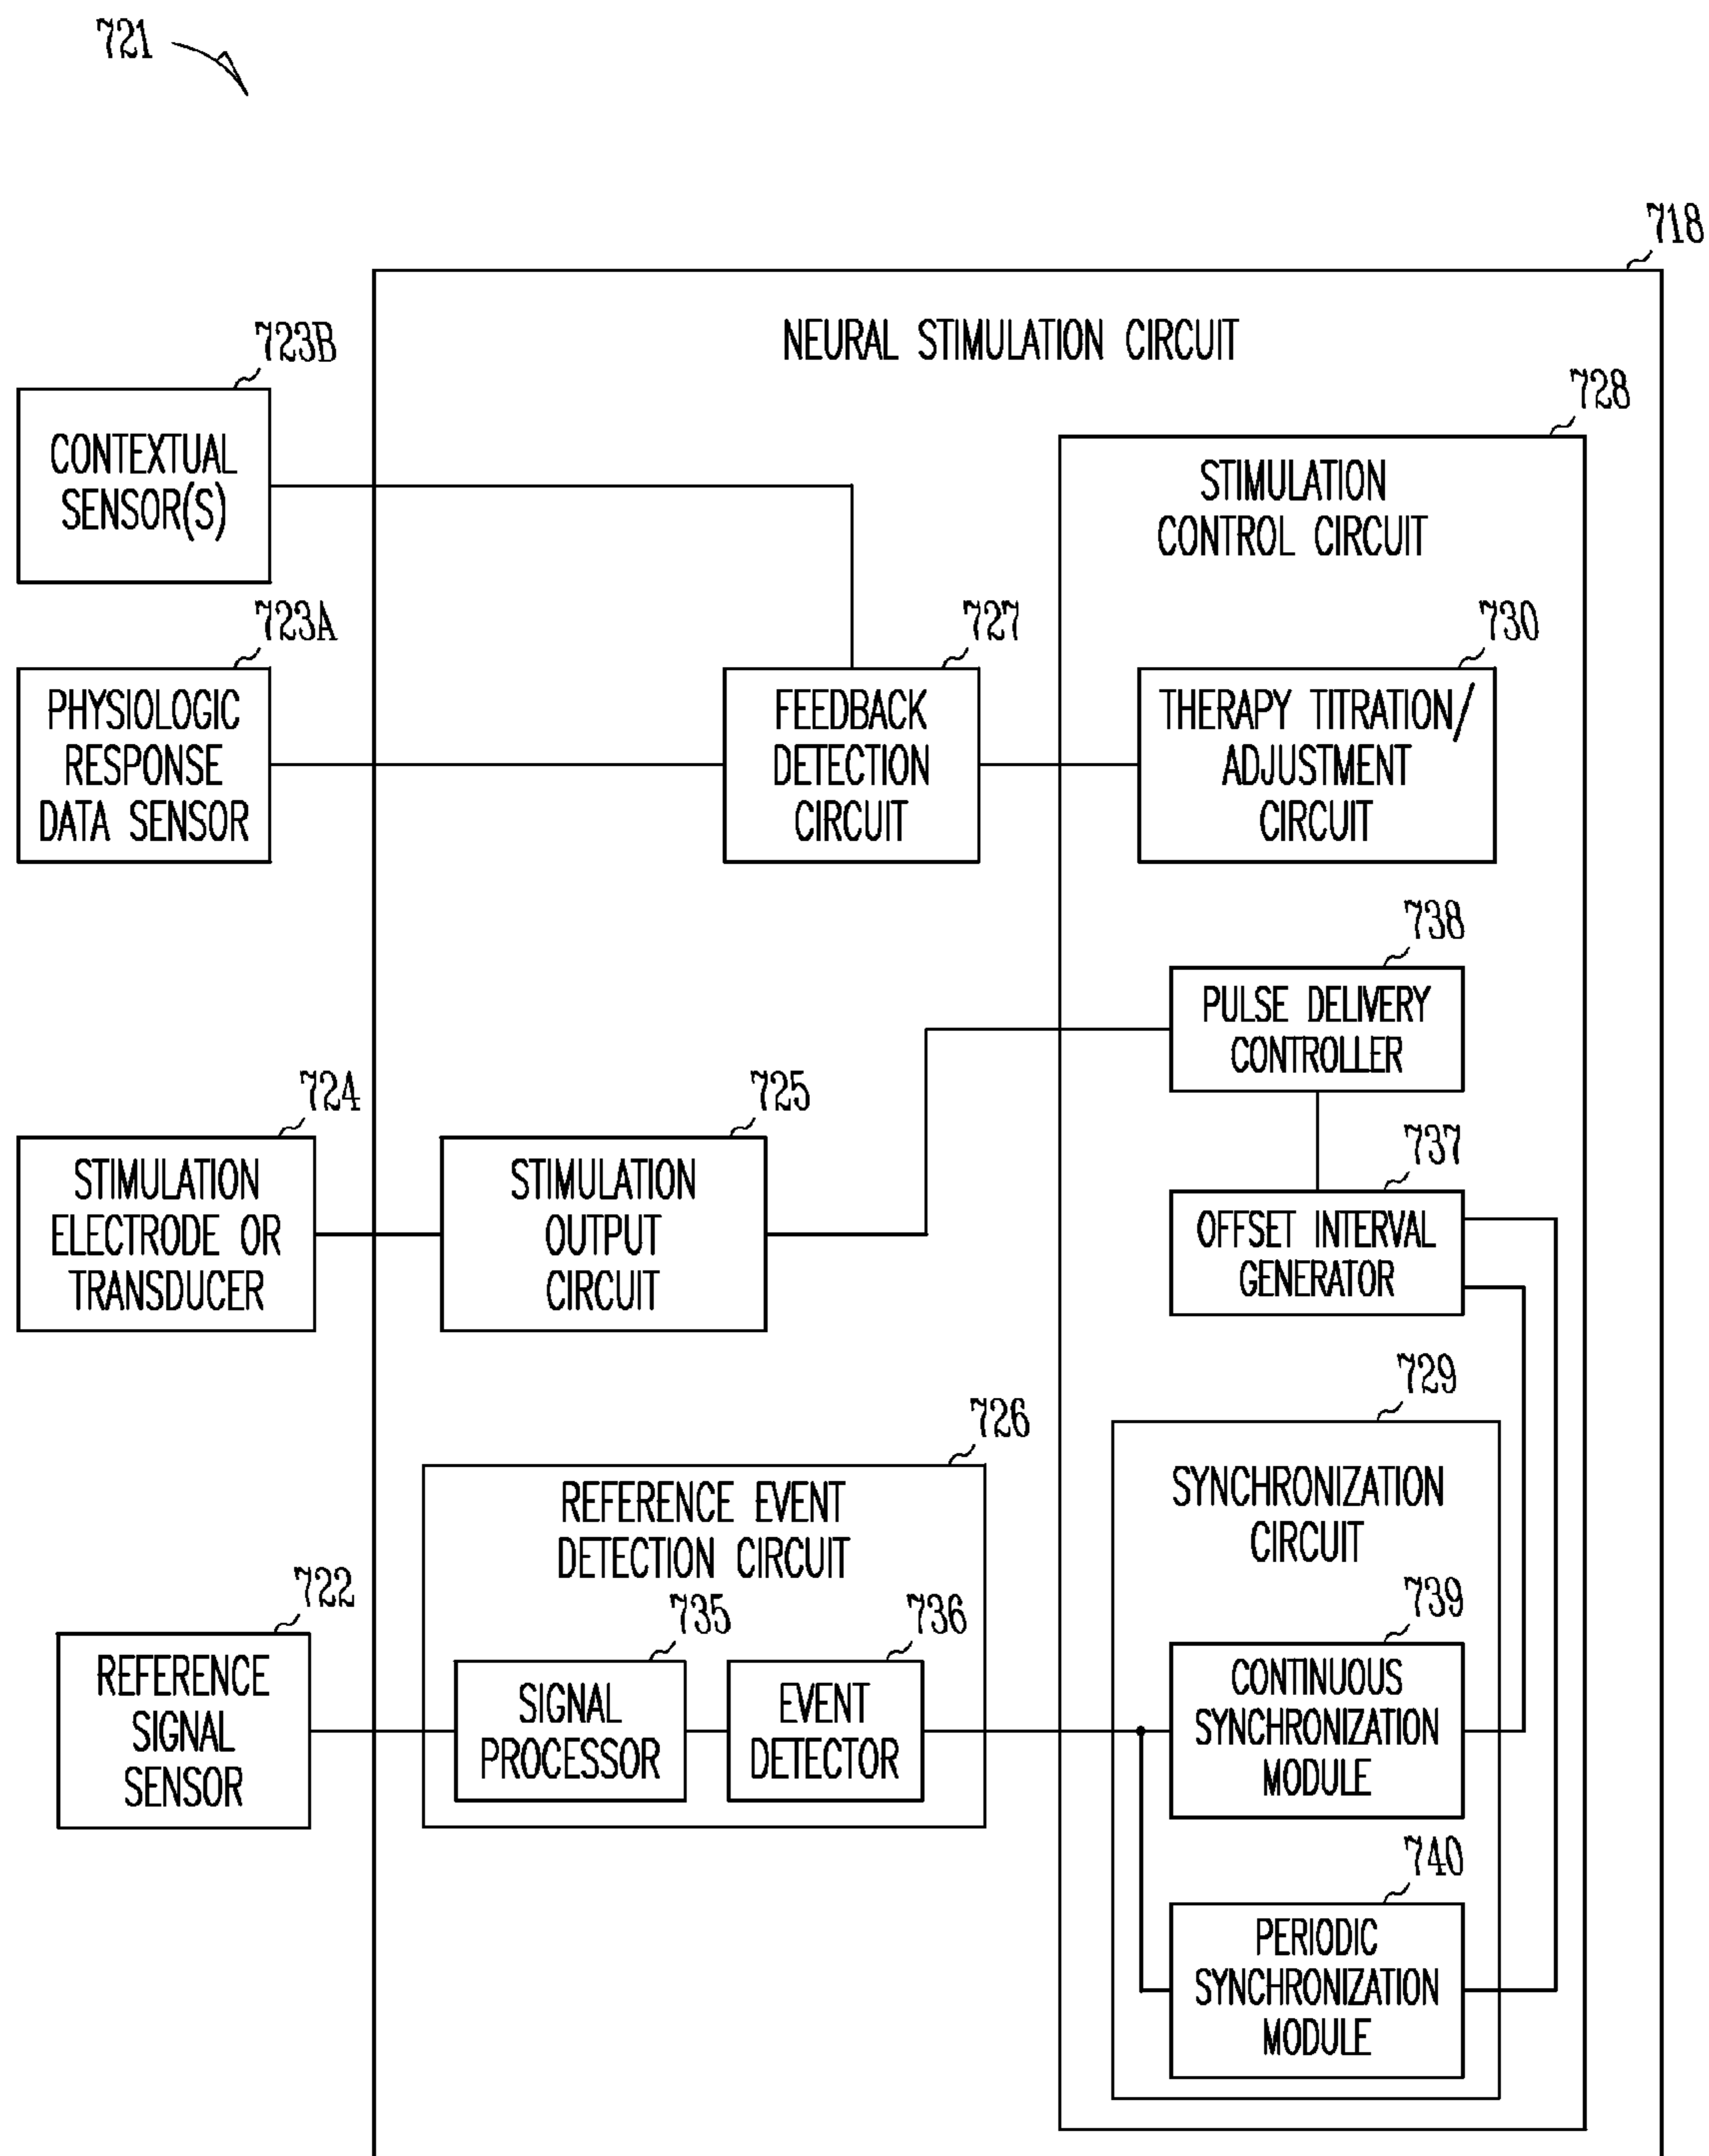 721
718
NEURAL STIMULATION CIRCUIT
723B
CONTEXTUAL
SENSOR(S)
728
STIMULATION
CONTROL CIRCUIT
723A
PHYSIOLOGIC
RESPONSE
DATA SENSOR
727
FEEDBACK
DETECTION
CIRCUIT
730
THERAPY TITRATION/
ADJUSTMENT
CIRCUIT
738
PULSE DELIVERY
CONTROLLER
724
STIMULATION
ELECTRODE OR
TRANSDUCER
725
STIMULATION
OUTPUT
CIRCUIT
737
OFFSET INTERVAL
GENERATOR
729
SYNCHRONIZATION
CIRCUIT
726
REFERENCE EVENT
DETECTION CIRCUIT
722
REFERENCE
SIGNAL
SENSOR
735
SIGNAL
PROCESSOR
736
EVENT
DETECTOR
739
CONTINUOUS
SYNCHRONIZATION
MODULE
740
PERIODIC
SYNCHRONIZATION
MODULE